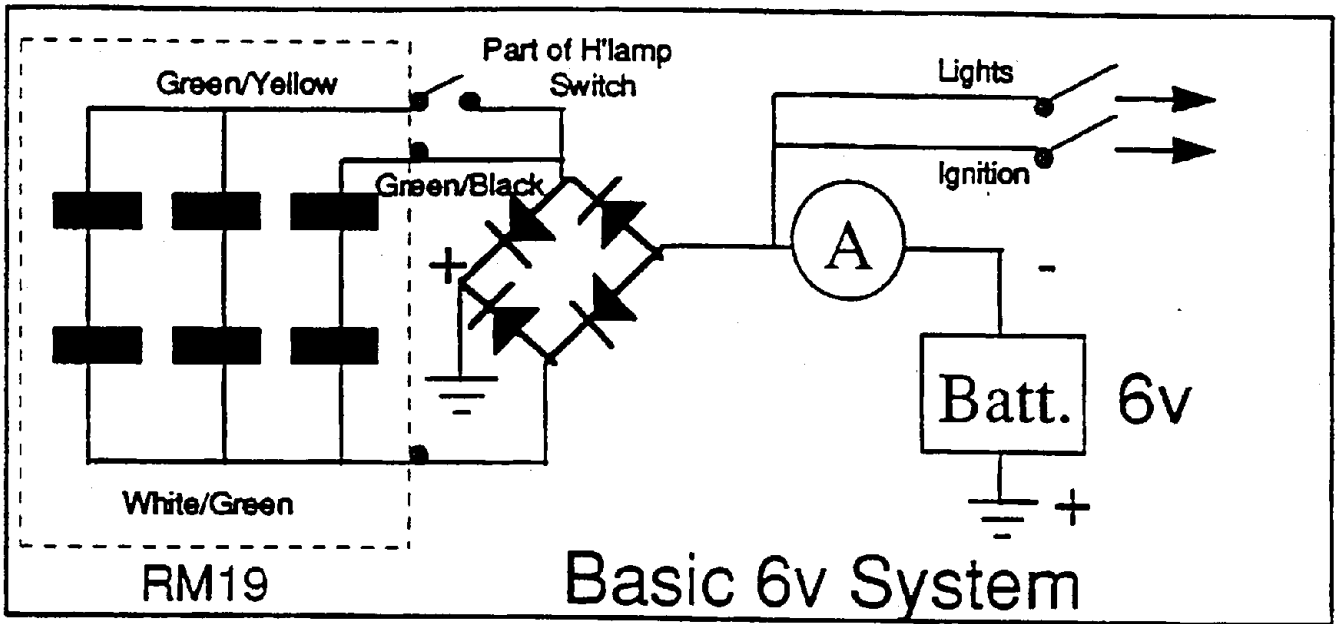 Part of H'lamp
Switch
Green/Yellow
Lights
Green/Black
Ignition
+
A
-
Batt.
6v
White/Green
+
RM19
Basic 6v System